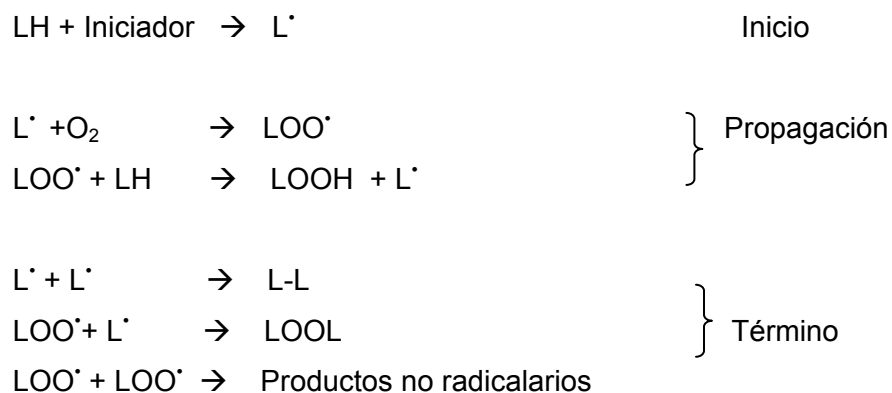 LH + Iniciador → L˙ Inicio
L˙ +O₂ → LOO˙ Propagación
LOO˙ + LH → LOOH + L˙
L˙ + L˙ → L-L
LOO˙+ L˙ → LOOL Término
LOO˙ + LOO˙ → Productos no radicalarios